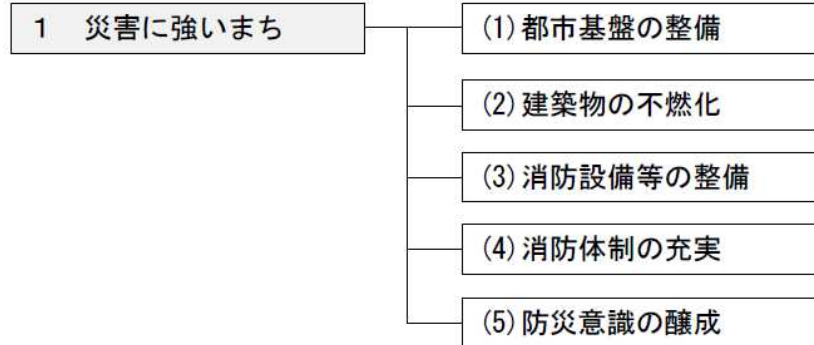 1 災害に強いまち
(1)都市基盤の整備
(2)建築物の不燃化
(3)消防設備等の整備
(4)消防体制の充実
(5)防災意識の醸成